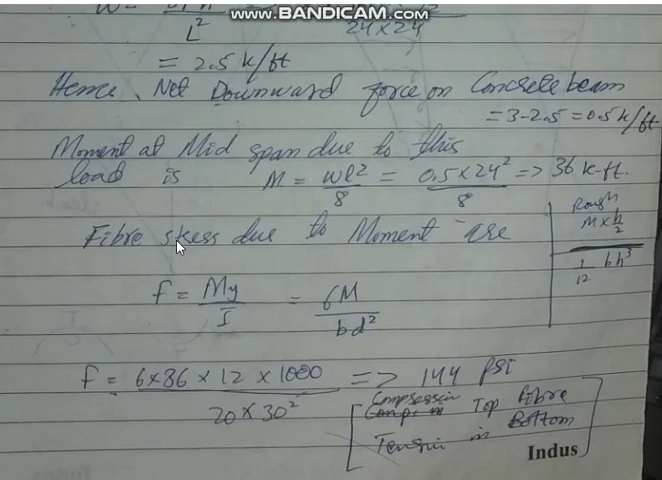 www.BANDICAM.com
L²
24×24
= 2.5 k/ft
Hence, Net Downward force on Concrete beam
= 3-2.5 = 0.5 k/ft
Moment at Mid span due to this
load is M = wl²/8 = 0.5×24²/8 => 36 k-ft.
Rough
M×h/2
1/12 bh³
Fibre stress due to Moment are
f = My/I = 6M/bd²
f = 6×36×12×1000/20×30² => 144 psi
Compression Top Fibre
Tension in Bottom
Indus